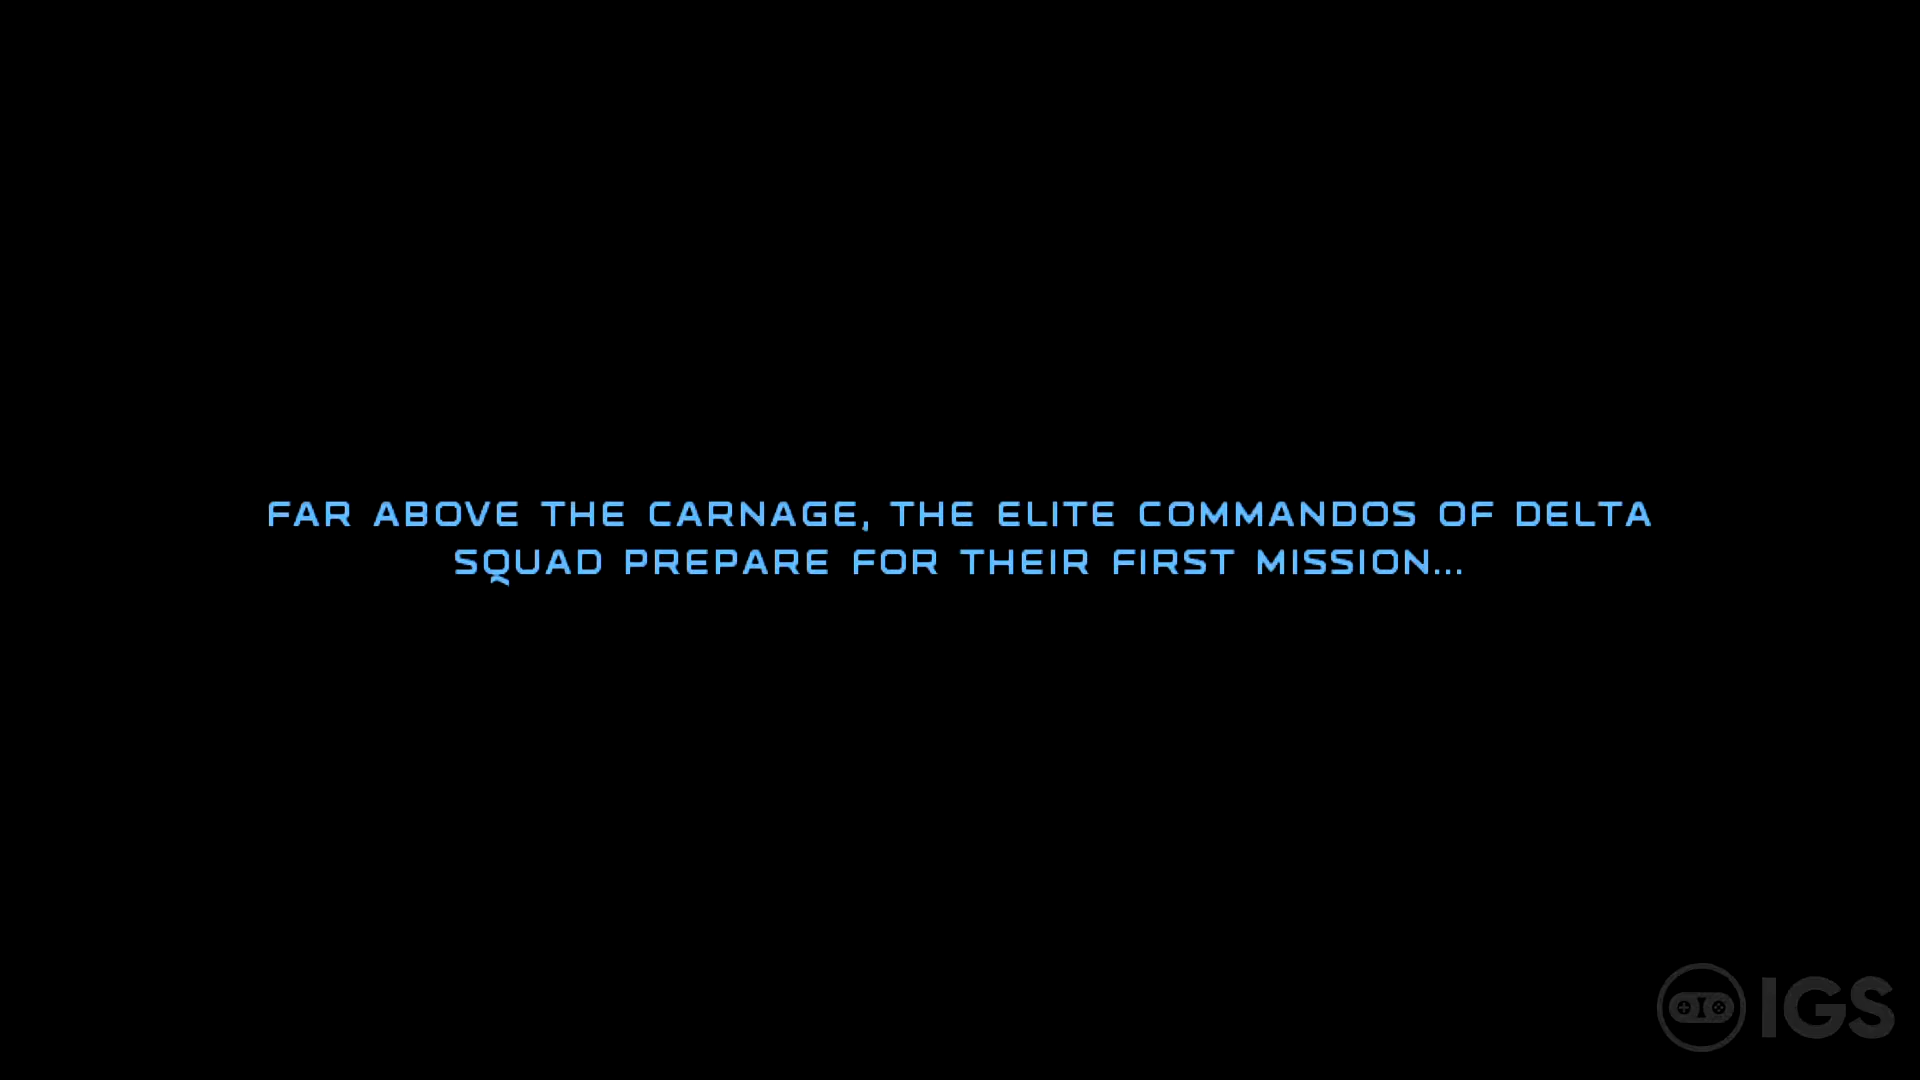 FAR ABOVE THE CARNAGE, THE ELITE COMMANDOS OF DELTA
SQUAD PREPARE FOR THEIR FIRST MISSION...
IGS